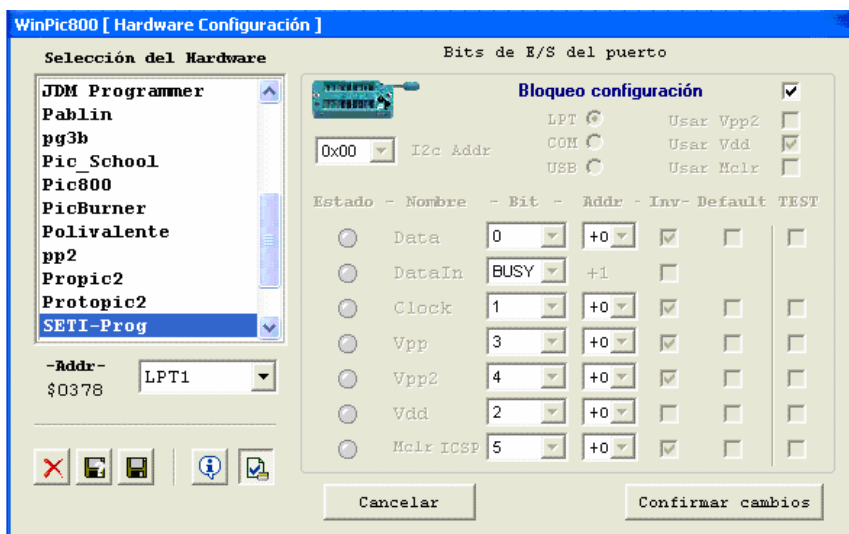 WinPic800 [ Hardware Configuración ]
Selección del Hardware
JDM Programmer
Pablin
pg3b
Pic_School
Pic800
PicBurner
Polivalente
pp2
Propic2
Protopic2
SETI-Prog
-Addr-
$0378
LPT1
Bits de E/S del puerto
Bloqueo configuración
LPT Usar Vpp2
0x00 I2c Addr COM Usar Vdd
USB Usar Mclr
Estado - Nombre - Bit - Addr - Inv- Default TEST
Data 0 +0
DataIn BUSY +1
Clock 1 +0
Vpp 3 +0
Vpp2 4 +0
Vdd 2 +0
Mclr ICSP 5 +0
Cancelar Confirmar cambios